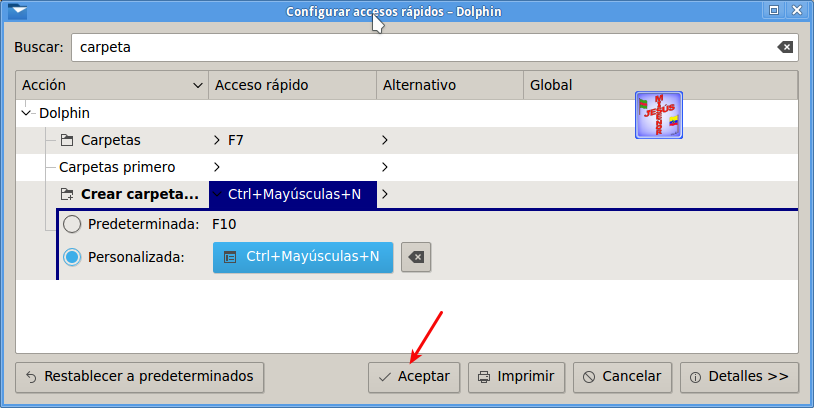 Configurar accesos rápidos – Dolphin
Buscar: carpeta
Acción Acceso rápido Alternativo Global
Dolphin
Carpetas F7
Carpetas primero
Crear carpeta... Ctrl+Mayúsculas+N
Predeterminada: F10
Personalizada: Ctrl+Mayúsculas+N
Restablecer a predeterminados Aceptar Imprimir Cancelar Detalles >>